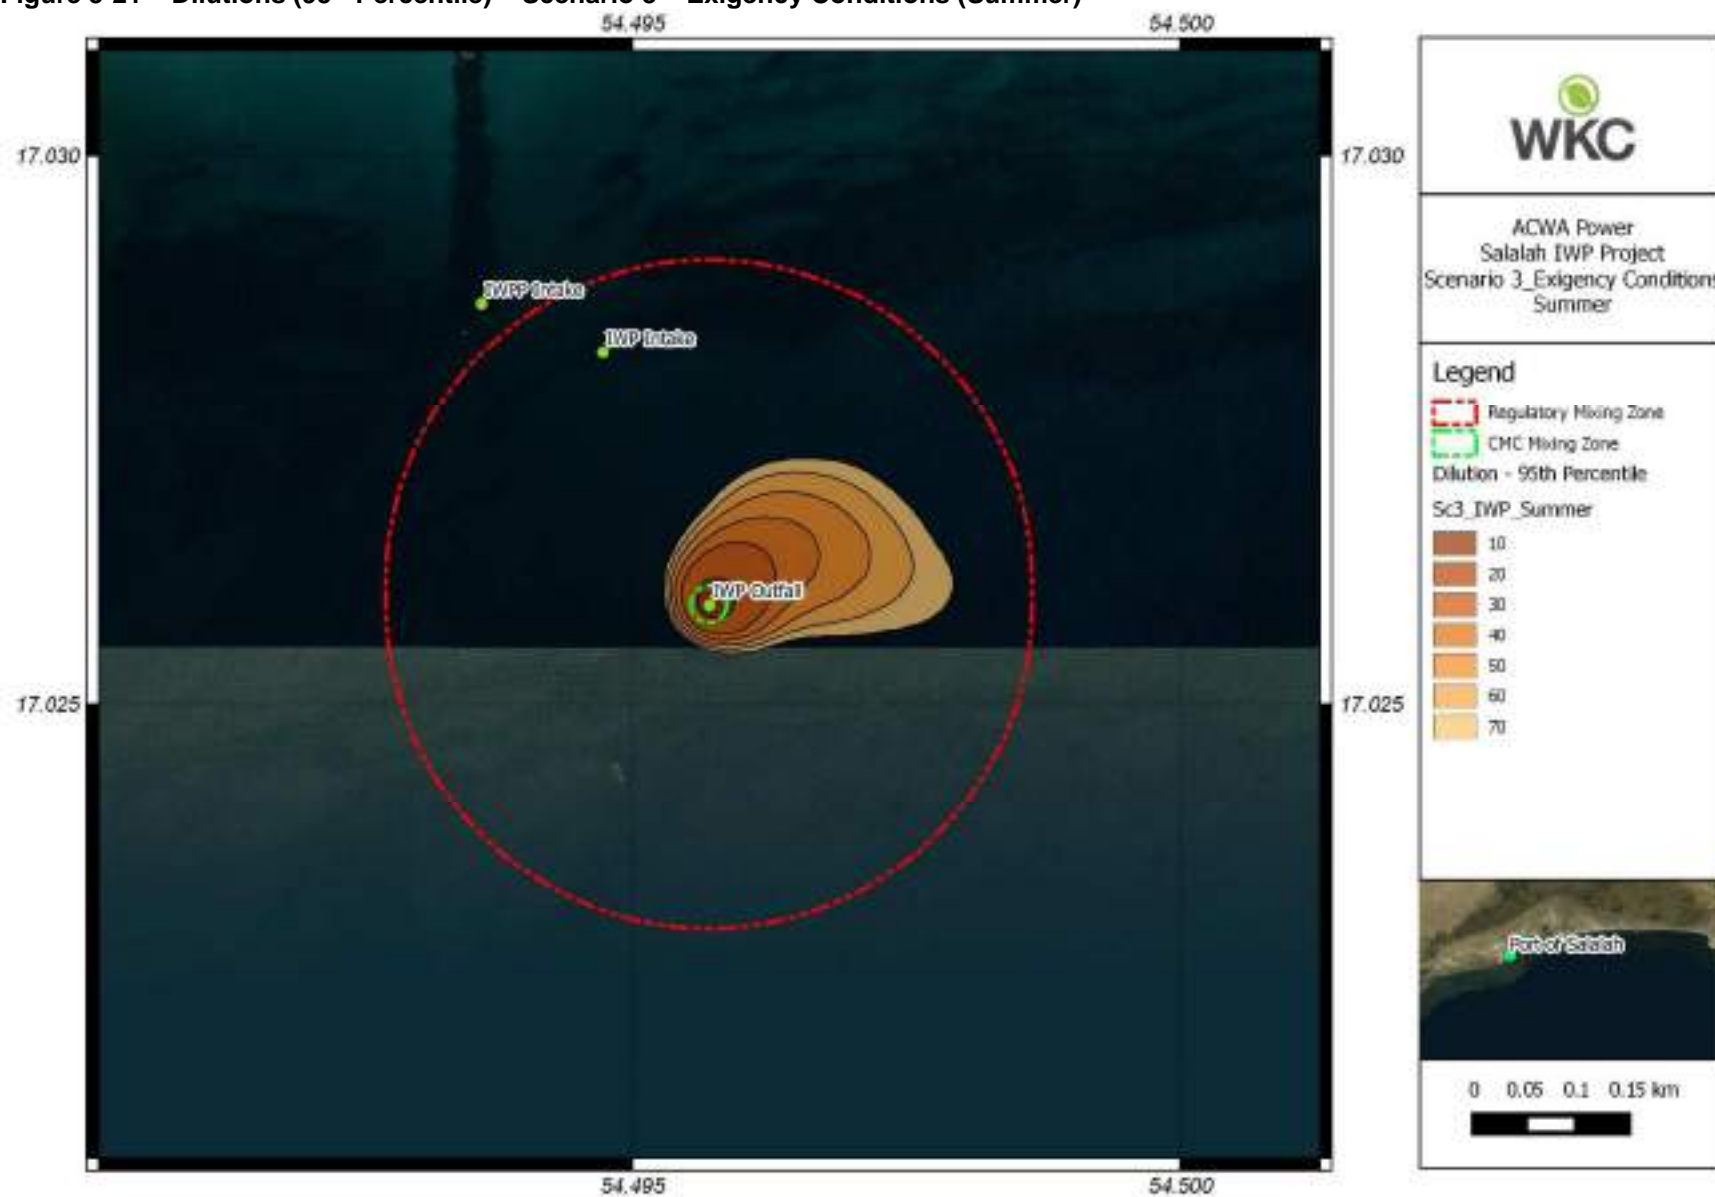 54.495
54.500
17.030
17.030
17.025
17.025
54.495
54.500
IWPP Intake
IWP Intake
IWP Outfall
WKC
ACWA Power
Salalah IWP Project
Scenario 3_Exigency Conditions
Summer
Legend
Regulatory Mixing Zone
CMC Mixing Zone
Dilution - 95th Percentile
Sc3_IWP_Summer
10
20
30
40
50
60
70
Port of Salalah
0 0.05 0.1 0.15 km